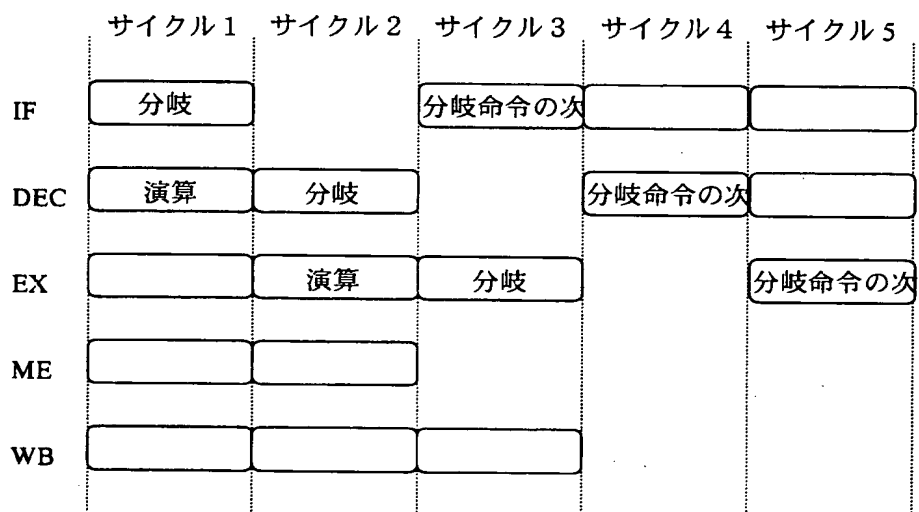 サイクル1 サイクル2 サイクル3 サイクル4 サイクル5
IF 分岐 分岐命令の次
DEC 演算 分岐 分岐命令の次
EX 演算 分岐 分岐命令の次
ME
WB